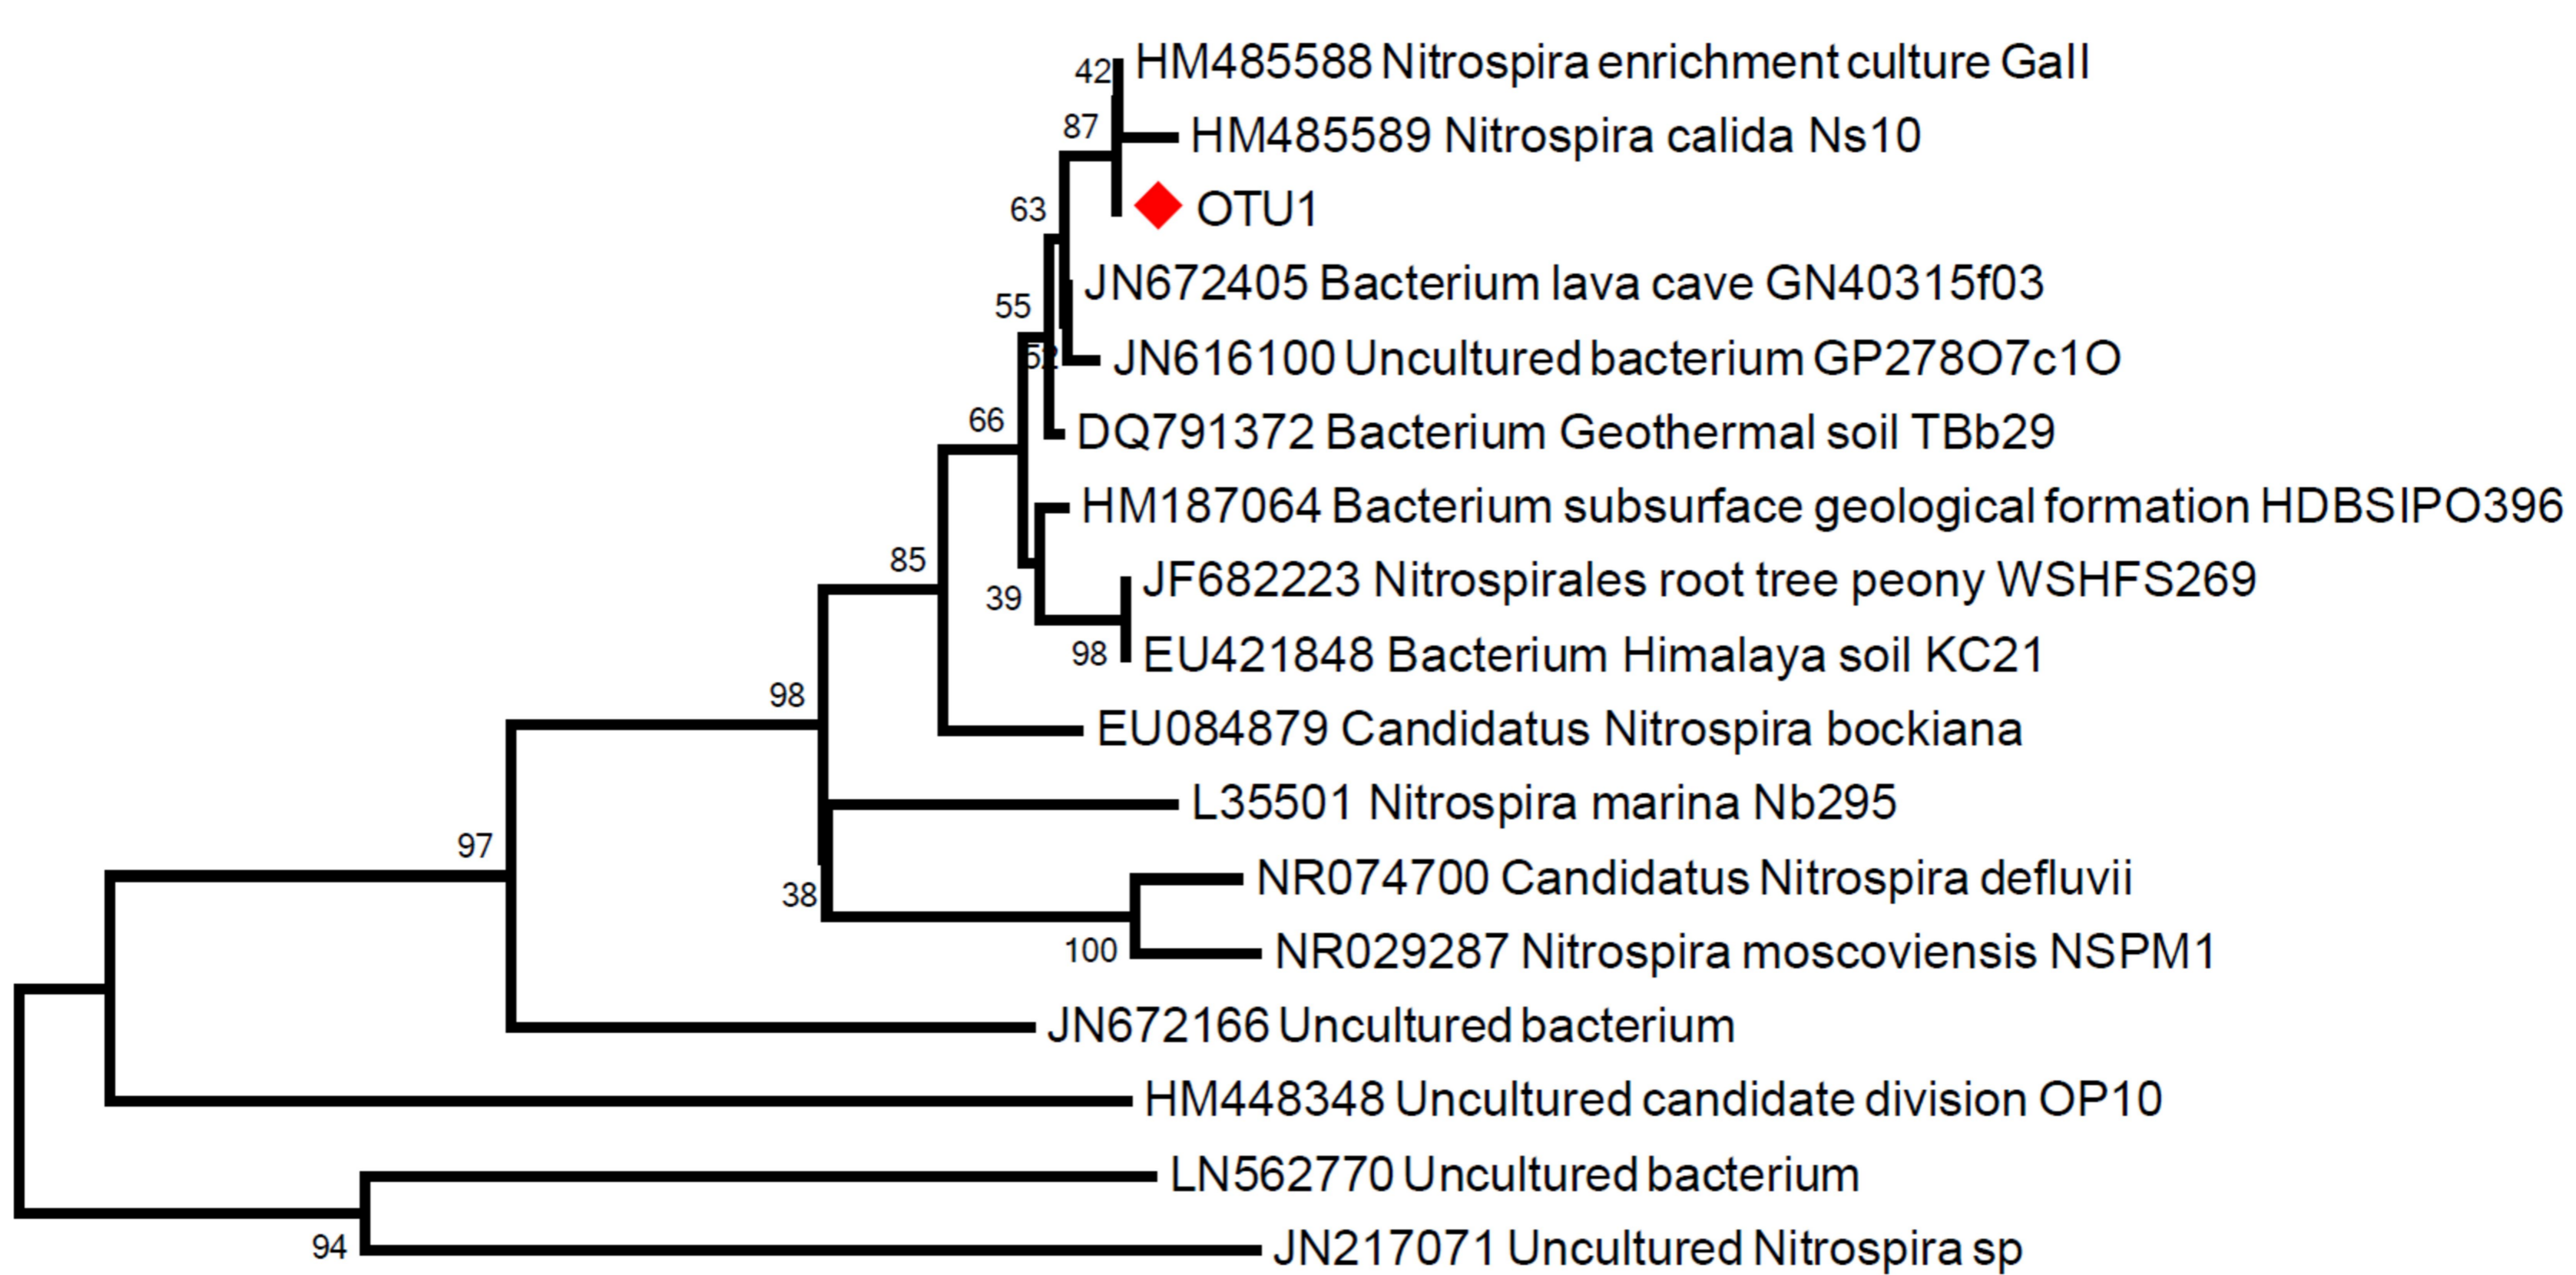 42
HM485588 Nitrospira enrichment culture GaII
87
HM485589 Nitrospira calida Ns10
63
OTU1
55
JN672405 Bacterium lava cave GN40315f03
52
JN616100 Uncultured bacterium GP278O7c1O
66
DQ791372 Bacterium Geothermal soil TBb29
HM187064 Bacterium subsurface geological formation HDBSIPO396
85
JF682223 Nitrospirales root tree peony WSHFS269
39
98
EU421848 Bacterium Himalaya soil KC21
98
EU084879 Candidatus Nitrospira bockiana
L35501 Nitrospira marina Nb295
97
NR074700 Candidatus Nitrospira defluvii
38
100
NR029287 Nitrospira moscoviensis NSPM1
JN672166 Uncultured bacterium
HM448348 Uncultured candidate division OP10
LN562770 Uncultured bacterium
94
JN217071 Uncultured Nitrospira sp